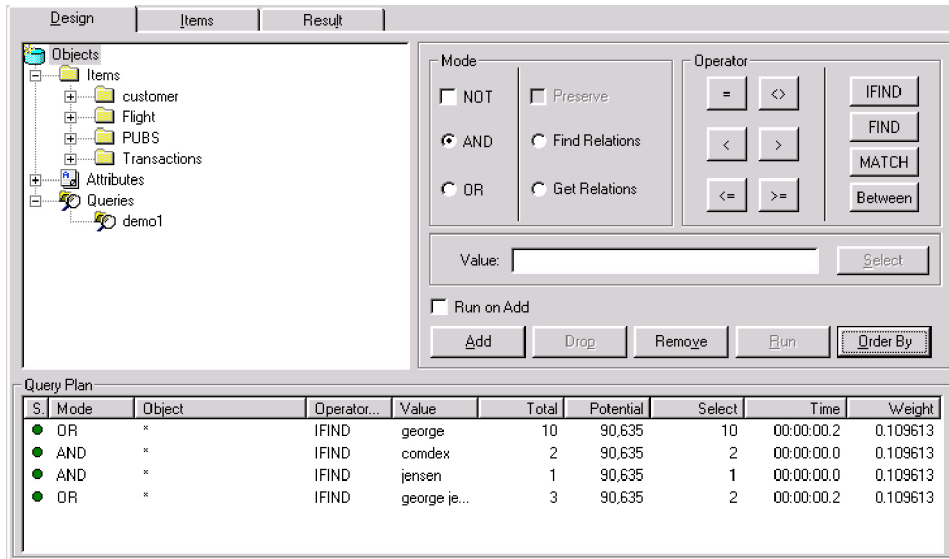 Design Items Result
Objects
Items
customer
Flight
PUBS
Transactions
Attributes
Queries
demo1
Mode
NOT Preserve
AND Find Relations
OR Get Relations
Operator
= <> IFIND
FIND
< > MATCH
<= >= Between
Value: Select
Run on Add
Add Drop Remove Run Order By
Query Plan
S. Mode Object Operator... Value Total Potential Select Time Weight
OR * IFIND george 10 90,635 10 00:00:00.2 0.109613
AND * IFIND comdex 2 90,635 2 00:00:00.0 0.109613
AND * IFIND jensen 1 90,635 1 00:00:00.0 0.109613
OR * IFIND george je... 3 90,635 2 00:00:00.2 0.109613